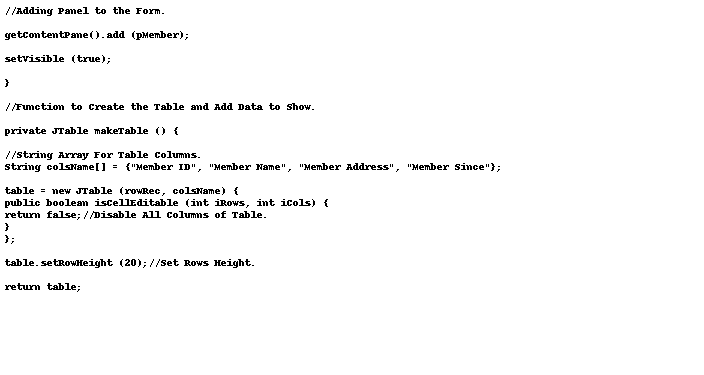 //Adding Panel to the Form.
getContentPane().add (pMember);
setVisible (true);
}
//Function to Create the Table and Add Data to Show.
private JTable makeTable () {
//String Array For Table Columns.
String colsName[] = {"Member ID", "Member Name", "Member Address", "Member Since"};
table = new JTable (rowRec, colsName) {
public boolean isCellEditable (int iRows, int iCols) {
return false;//Disable All Columns of Table.
}
};
table.setRowHeight (20);//Set Rows Height.
return table;